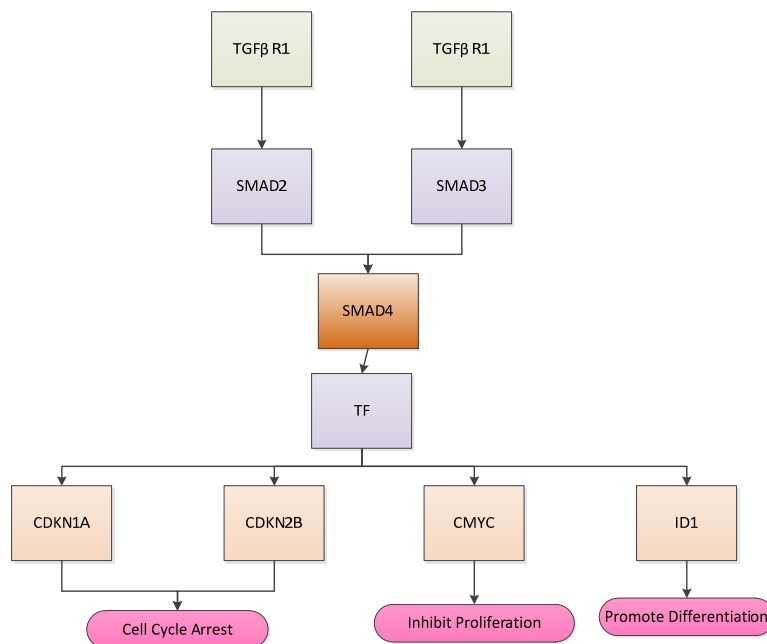 TGFβ R1
TGFβ R1
SMAD2
SMAD3
SMAD4
TF
CDKN1A
CDKN2B
CMYC
ID1
Cell Cycle Arrest
Inhibit Proliferation
Promote Differentiation